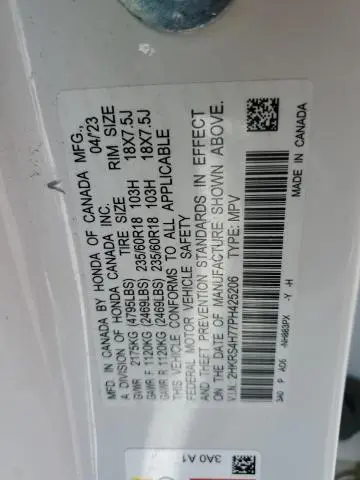 MFD. IN CANADA BY HONDA OF CANADA MFG.,
A DIVISION OF HONDA CANADA INC. 04/23
TIRE SIZE RIM SIZE
GVWR 2175KG (4795LBS)
GAWR F 1120KG (2469LBS) 235/60R18 103H 18X7.5J
GAWR R 1120KG (2469LBS) 235/60R18 103H 18X7.5J
THIS VEHICLE CONFORMS TO ALL APPLICABLE
FEDERAL MOTOR VEHICLE SAFETY
AND THEFT PREVENTION STANDARDS IN EFFECT
ON THE DATE OF MANUFACTURE SHOWN ABOVE.
V.I.N. 2HKRS4H77PH425206 TYPE: MPV
3A0 P A06 NH883PX -Y -H MADE IN CANADA
3A0 A1